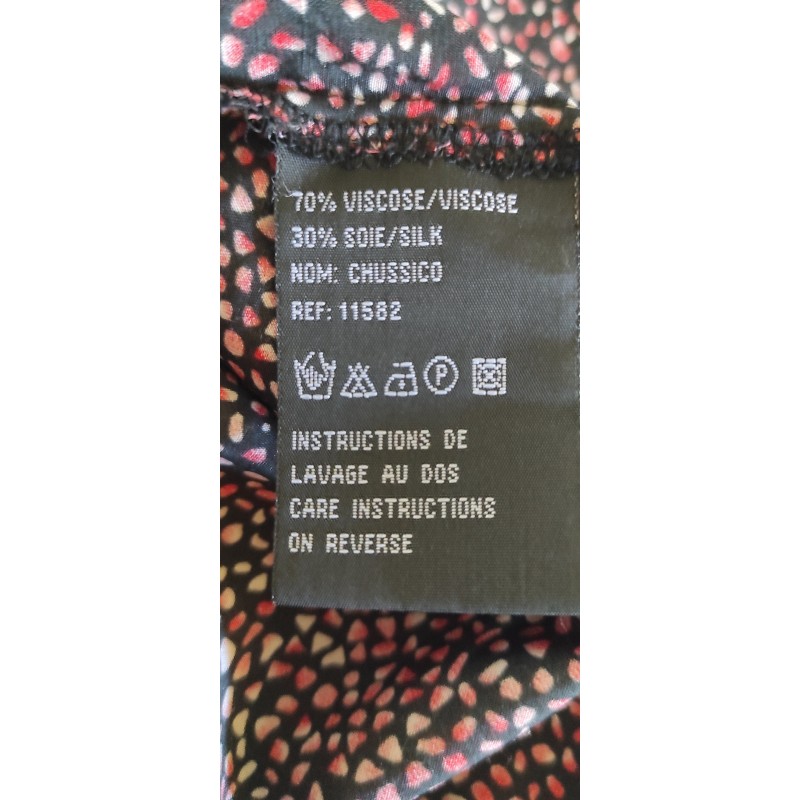 70% VISCOSE/VISCOSE
30% SOIE/SILK
NOM: CHUSSICO
REF: 11582
P
INSTRUCTIONS DE
LAVAGE AU DOS
CARE INSTRUCTIONS
ON REVERSE